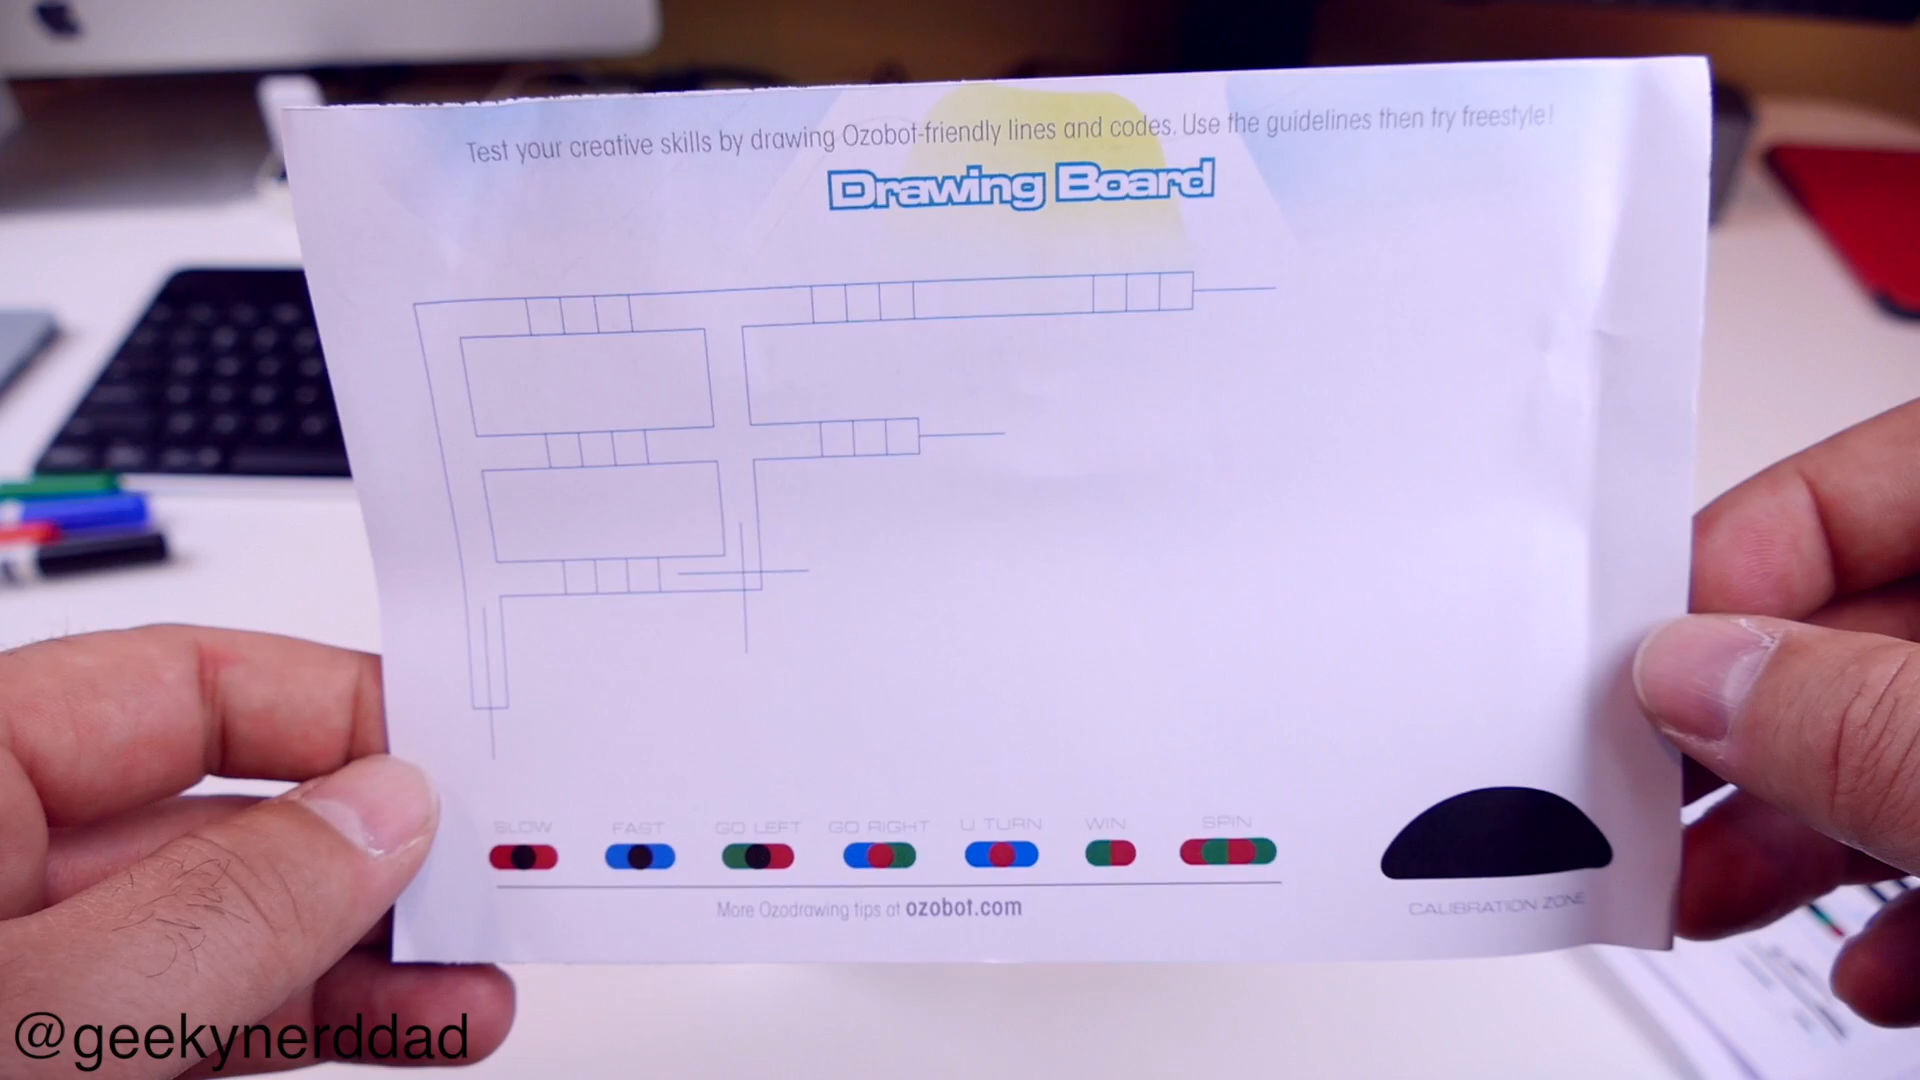 Test your creative skills by drawing Ozobot-friendly lines and codes. Use the guidelines then try freestyle!
Drawing Board
SLOW FAST GO LEFT GO RIGHT U TURN WIN SPIN
More Ozodrawing tips at ozobot.com
CALIBRATION ZONE
@geekynerddad